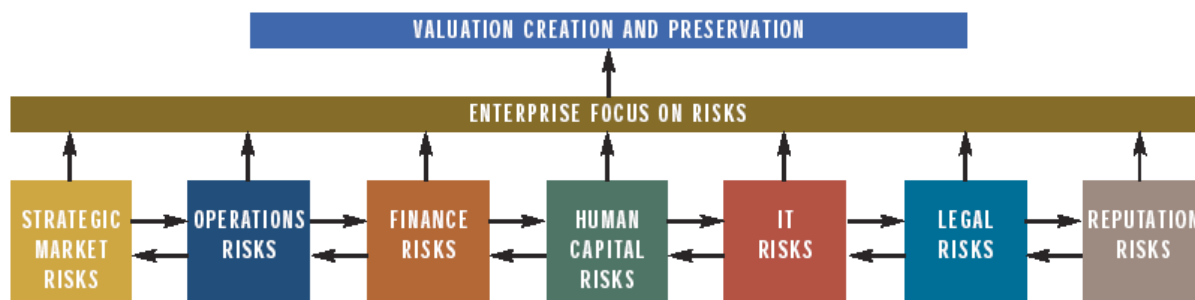 VALUATION CREATION AND PRESERVATION
ENTERPRISE FOCUS ON RISKS
STRATEGIC
MARKET
RISKS
OPERATIONS
RISKS
FINANCE
RISKS
HUMAN
CAPITAL
RISKS
IT
RISKS
LEGAL
RISKS
REPUTATION
RISKS